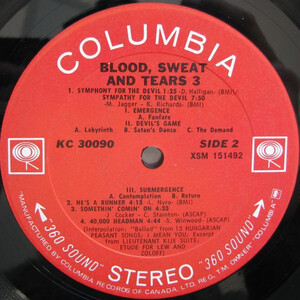 COLUMBIA
BLOOD, SWEAT
AND TEARS 3
1. SYMPHONY FOR THE DEVIL 1:25 -D. Halligan- (BMI)
SYMPATHY FOR THE DEVIL 7:50
-M. Jagger - K. Richards- (BMI)
I. EMERGENCE
A. Fanfare
II. DEVIL'S GAME
A. Labyrinth B. Satan's Dance C. The Demand
KC 30090 SIDE 2
XSM 151492
III. SUBMERGENCE
A. Contemplation B. Return
2. HE'S A RUNNER 4:13 -L. Nyro- (BMI)
3. SOMETHIN' COMIN' ON 4:33
-J. Cocker - C. Stainton- (ASCAP)
4. 40,000 HEADMAN 4:44 -S. Winwood- (ASCAP)
(Interpolation: "Ballad" from 15 HUNGARIAN
PEASANT SONGS; I MEAN YOU; Excerpt
from LIEUTENANT KIJE SUITE;
ETUDE FOR LEW AND
ZOLOFF)
"360 SOUND" STEREO "360 SOUND"
MANUFACTURED BY COLUMBIA RECORDS OF CANADA, LTD. REG. T.M. OWNER "COLUMBIA"